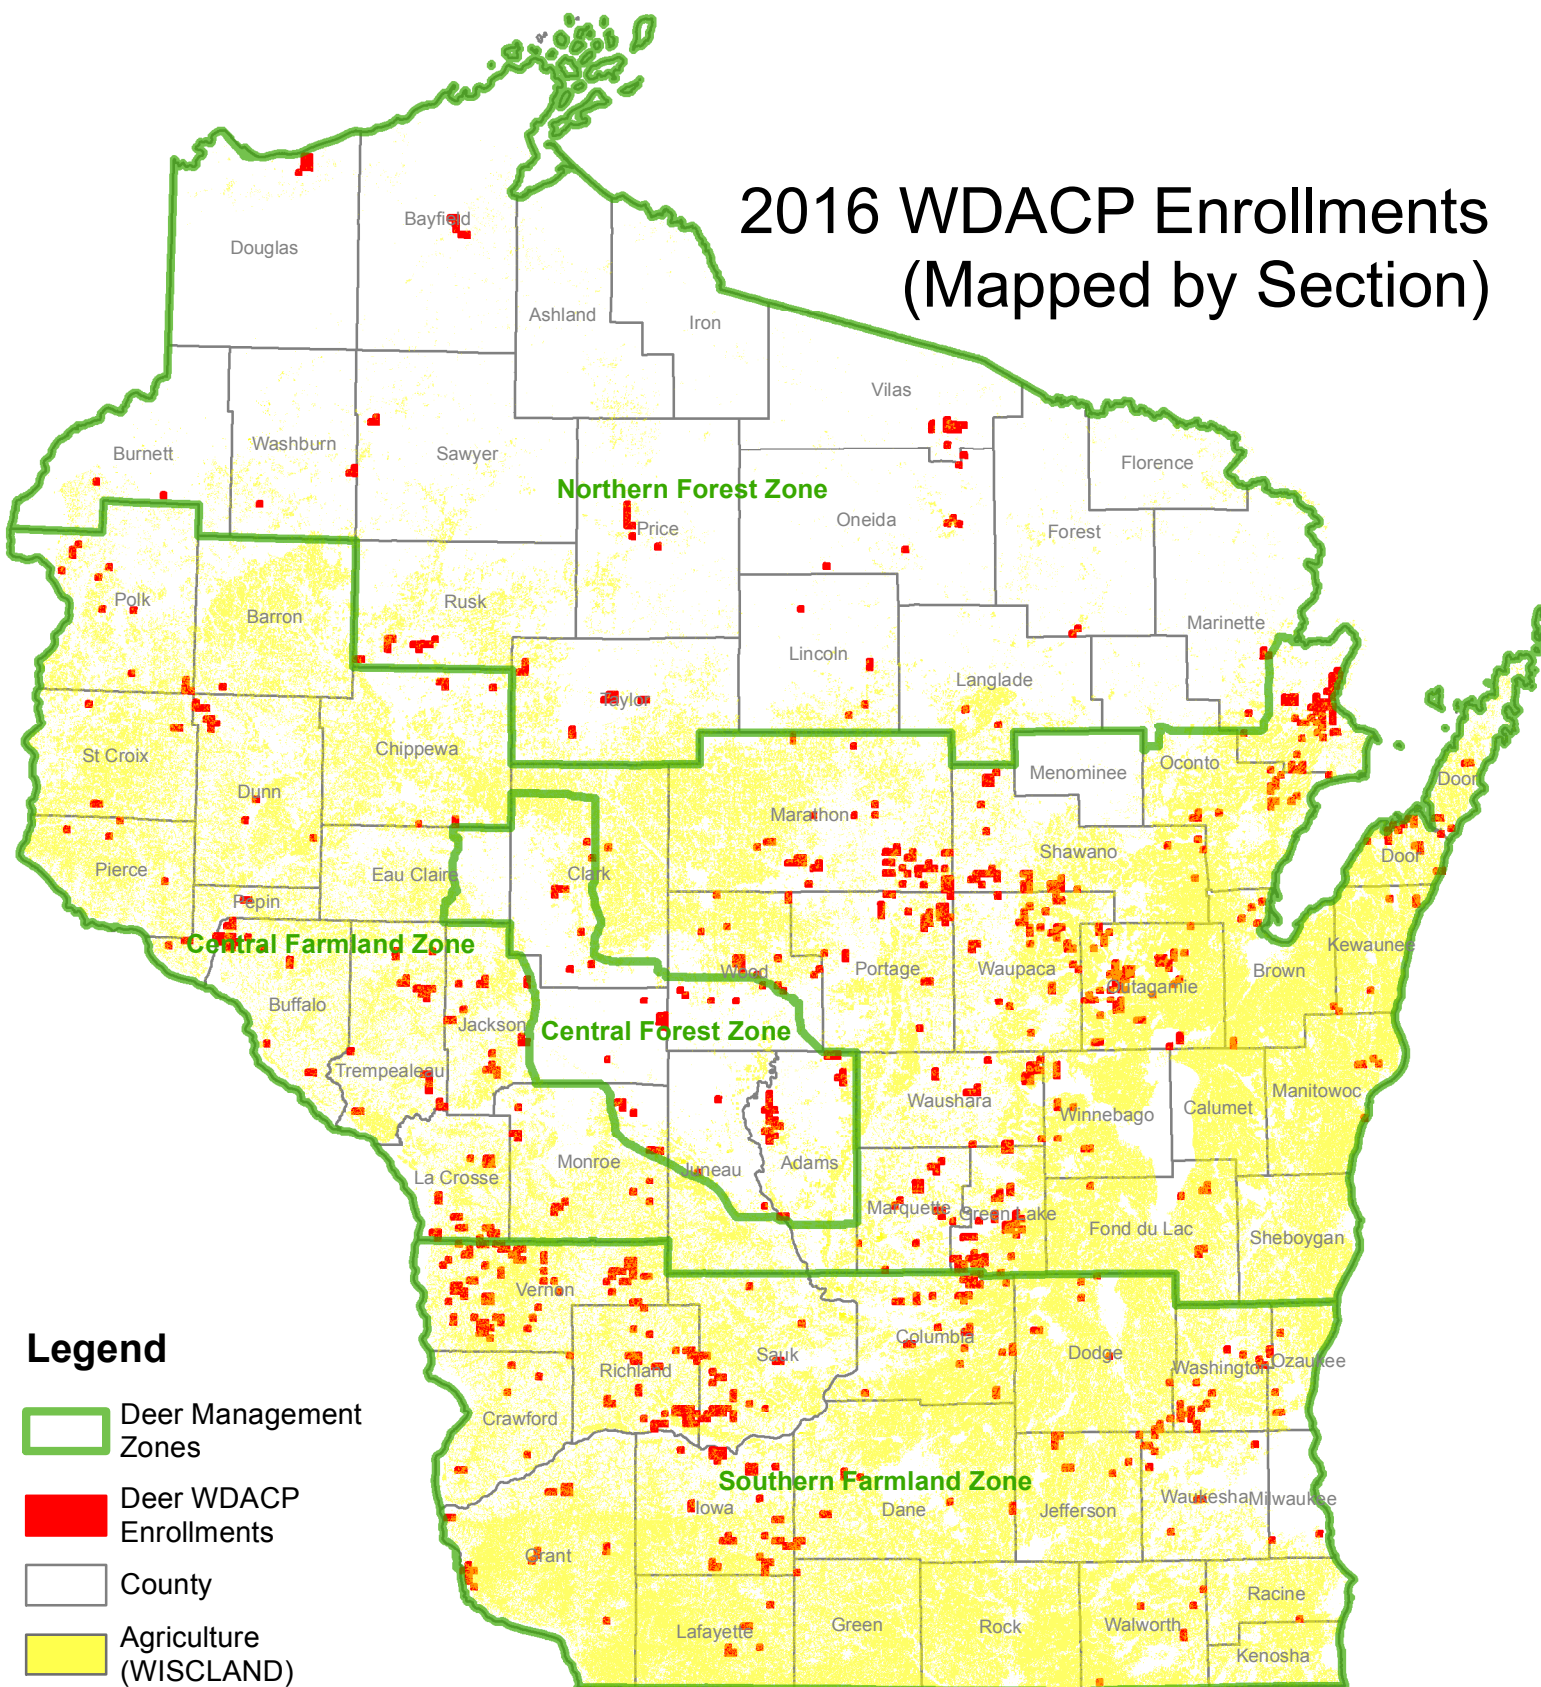 2016 WDACP Enrollments
(Mapped by Section)
Douglas
Bayfield
Ashland
Iron
Vilas
Burnett
Washburn
Sawyer
Florence
Northern Forest Zone
Price
Oneida
Forest
Polk
Barron
Rusk
Marinette
Lincoln
Langlade
Taylor
St Croix
Chippewa
Menominee
Oconto
Door
Dunn
Marathon
Pierce
Eau Claire
Clark
Shawano
Door
Pepin
Central Farmland Zone
Wood
Portage
Waupaca
Outagamie
Brown
Kewaunee
Buffalo
Jackson
Central Forest Zone
Trempealeau
Waushara
Winnebago
Calumet
Manitowoc
La Crosse
Monroe
Juneau
Adams
Marquette
Green Lake
Fond du Lac
Sheboygan
Vernon
Columbia
Dodge
Richland
Sauk
Washington
Ozaukee
Crawford
Southern Farmland Zone
Iowa
Dane
Jefferson
Waukesha
Milwaukee
Grant
Lafayette
Green
Rock
Walworth
Racine
Kenosha
Legend
Deer Management
Zones
Deer WDACP
Enrollments
County
Agriculture
(WISCLAND)